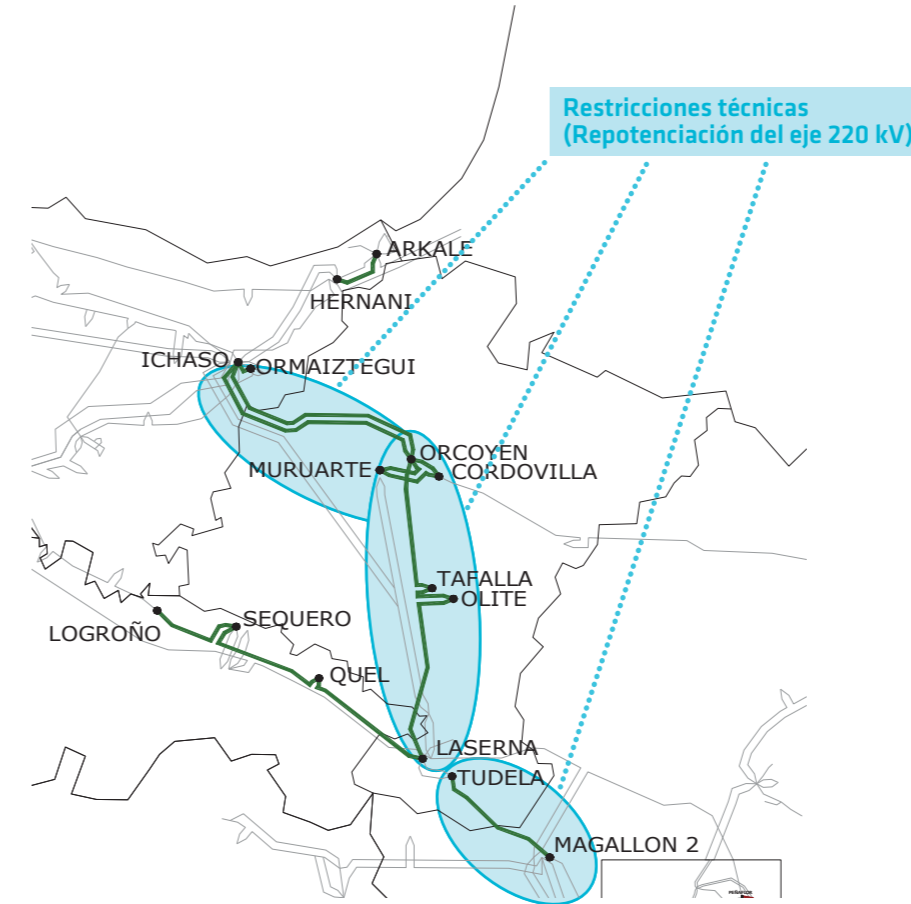 Restricciones técnicas
(Repotenciación del eje 220 kV)
ARKALE
HERNANI
ICHASO
ORMAIZTEGUI
ORCOYEN
MURUARTE
CORDOVILLA
TAFALLA
OLITE
LOGROÑO
SEQUERO
QUEL
LASERNA
TUDELA
MAGALLON 2